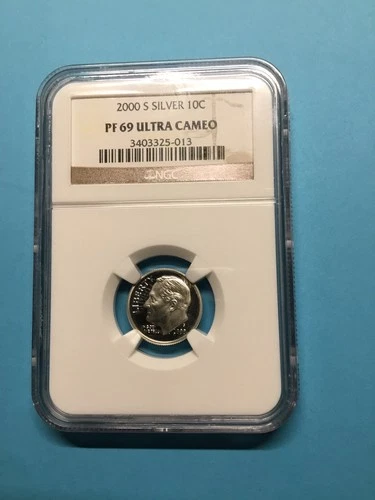 2000 S SILVER 10C
PF 69 ULTRA CAMEO
3403325-013
NGC
LIBERTY